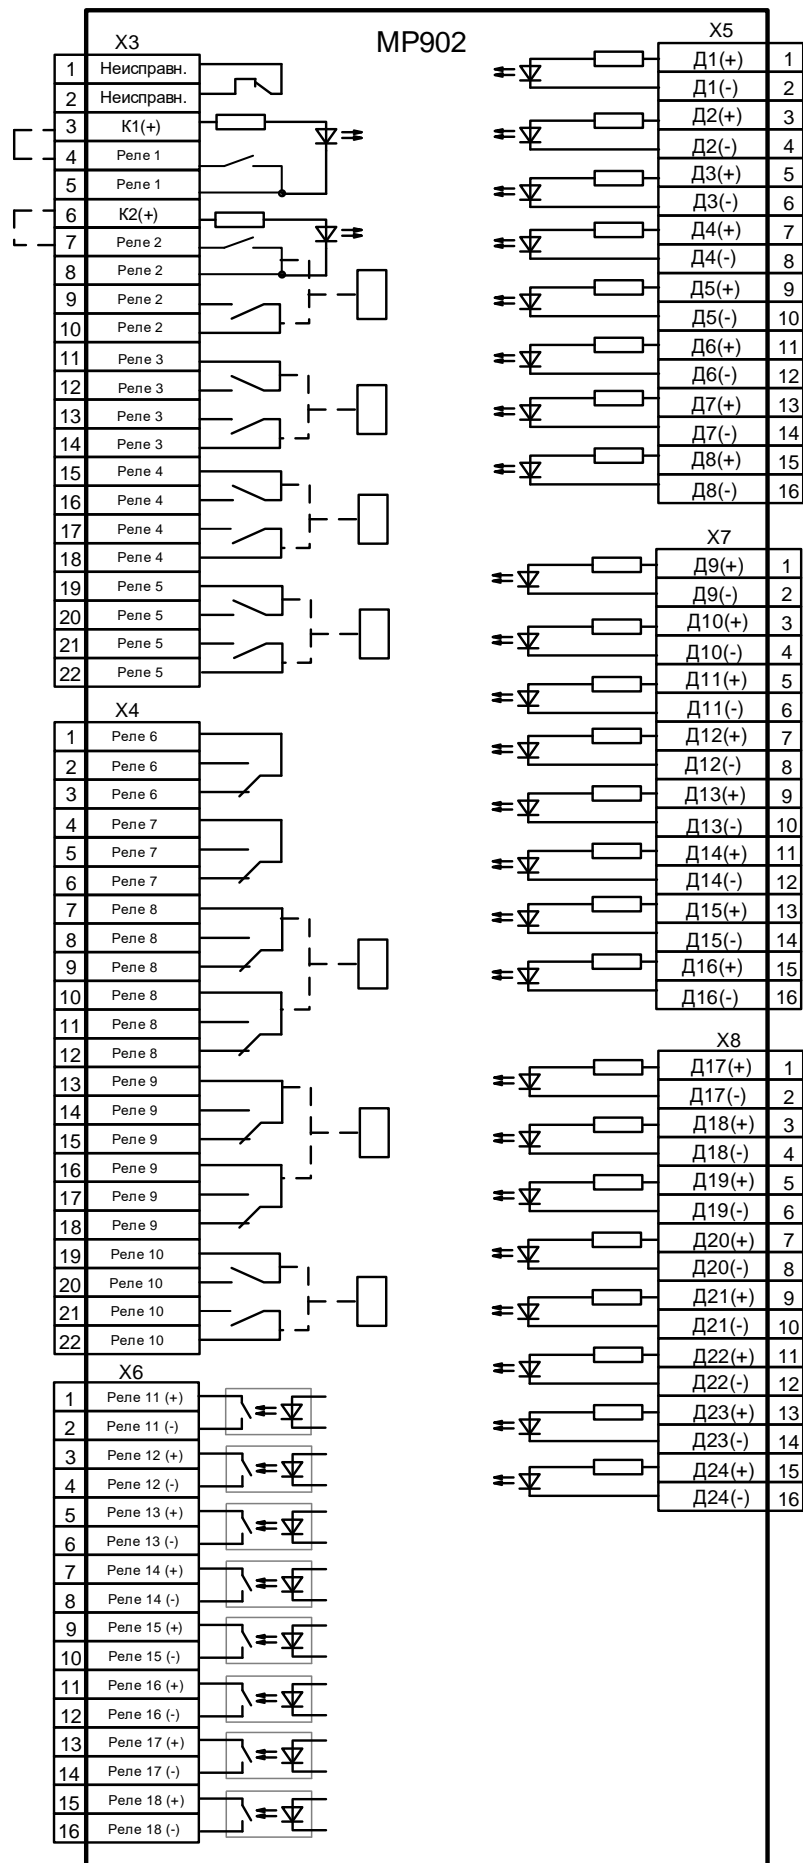 МР902
X3
1 Неисправн.
2 Неисправн.
3 К1(+)
4 Реле 1
5 Реле 1
6 К2(+)
7 Реле 2
8 Реле 2
9 Реле 2
10 Реле 2
11 Реле 3
12 Реле 3
13 Реле 3
14 Реле 3
15 Реле 4
16 Реле 4
17 Реле 4
18 Реле 4
19 Реле 5
20 Реле 5
21 Реле 5
22 Реле 5
X4
1 Реле 6
2 Реле 6
3 Реле 6
4 Реле 7
5 Реле 7
6 Реле 7
7 Реле 8
8 Реле 8
9 Реле 8
10 Реле 8
11 Реле 8
12 Реле 8
13 Реле 9
14 Реле 9
15 Реле 9
16 Реле 9
17 Реле 9
18 Реле 9
19 Реле 10
20 Реле 10
21 Реле 10
22 Реле 10
X6
1 Реле 11 (+)
2 Реле 11 (-)
3 Реле 12 (+)
4 Реле 12 (-)
5 Реле 13 (+)
6 Реле 13 (-)
7 Реле 14 (+)
8 Реле 14 (-)
9 Реле 15 (+)
10 Реле 15 (-)
11 Реле 16 (+)
12 Реле 16 (-)
13 Реле 17 (+)
14 Реле 17 (-)
15 Реле 18 (+)
16 Реле 18 (-)
X5
Д1(+) 1
Д1(-) 2
Д2(+) 3
Д2(-) 4
Д3(+) 5
Д3(-) 6
Д4(+) 7
Д4(-) 8
Д5(+) 9
Д5(-) 10
Д6(+) 11
Д6(-) 12
Д7(+) 13
Д7(-) 14
Д8(+) 15
Д8(-) 16
X7
Д9(+) 1
Д9(-) 2
Д10(+) 3
Д10(-) 4
Д11(+) 5
Д11(-) 6
Д12(+) 7
Д12(-) 8
Д13(+) 9
Д13(-) 10
Д14(+) 11
Д14(-) 12
Д15(+) 13
Д15(-) 14
Д16(+) 15
Д16(-) 16
X8
Д17(+) 1
Д17(-) 2
Д18(+) 3
Д18(-) 4
Д19(+) 5
Д19(-) 6
Д20(+) 7
Д20(-) 8
Д21(+) 9
Д21(-) 10
Д22(+) 11
Д22(-) 12
Д23(+) 13
Д23(-) 14
Д24(+) 15
Д24(-) 16